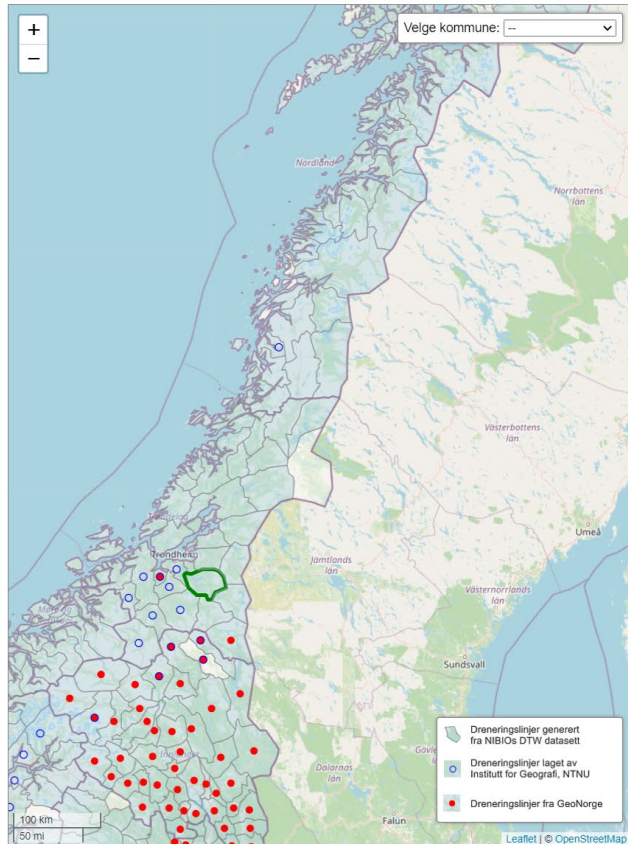 +
Velge kommune: --
−
Nordland
Norrbottens
län
Västerbottens
län
Umeå
Trondheim
Jämtlands
län
Västernorrlands
län
Sundsvall
Dreneringslinjer generert
fra NIBIOs DTW datasett
Dreneringslinjer laget av
Institutt for Geografi, NTNU
Dreneringslinjer fra GeoNorge
Dalarnas
län
Falun
100 km
50 mi
Leaflet | © OpenStreetMap